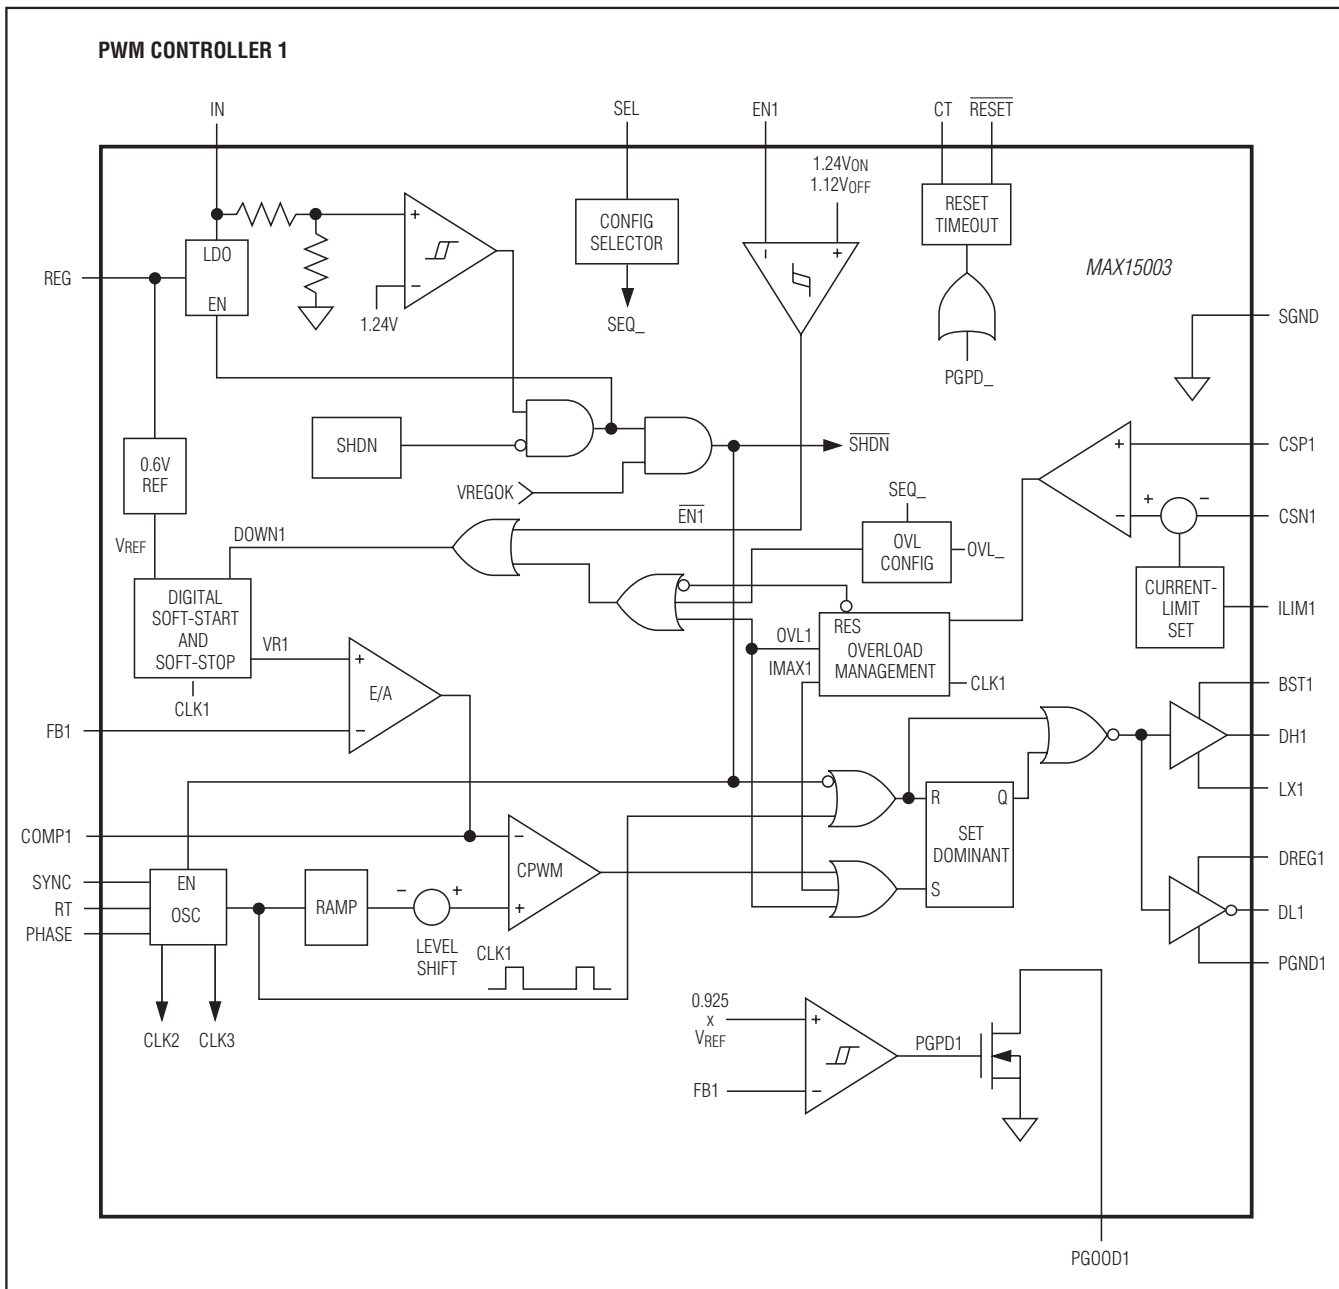 PWM CONTROLLER 1
IN
SEL
EN1
CT
RESET
1.24VON
1.12VOFF
RESET
TIMEOUT
CONFIG
SELECTOR
LDO
EN
REG
+
−
1.24V
SEQ_
−
+
MAX15003
PGPD_
SGND
SHDN
SHDN
VREGOK
EN1
0.6V
REF
VREF
DOWN1
SEQ_
OVL
CONFIG
OVL_
+
−
CSP1
+
−
CSN1
CURRENT-
LIMIT
SET
ILIM1
DIGITAL
SOFT-START
AND
SOFT-STOP
VR1
CLK1
+
E/A
−
FB1
OVL1
IMAX1
RES
OVERLOAD
MANAGEMENT
CLK1
BST1
DH1
LX1
COMP1
R
Q
SET
DOMINANT
S
DREG1
DL1
PGND1
SYNC
RT
PHASE
EN
OSC
RAMP
−
+
LEVEL
SHIFT
−
CPWM
+
CLK1
CLK2
CLK3
0.925
x
VREF
+
FB1
−
PGPD1
PGOOD1